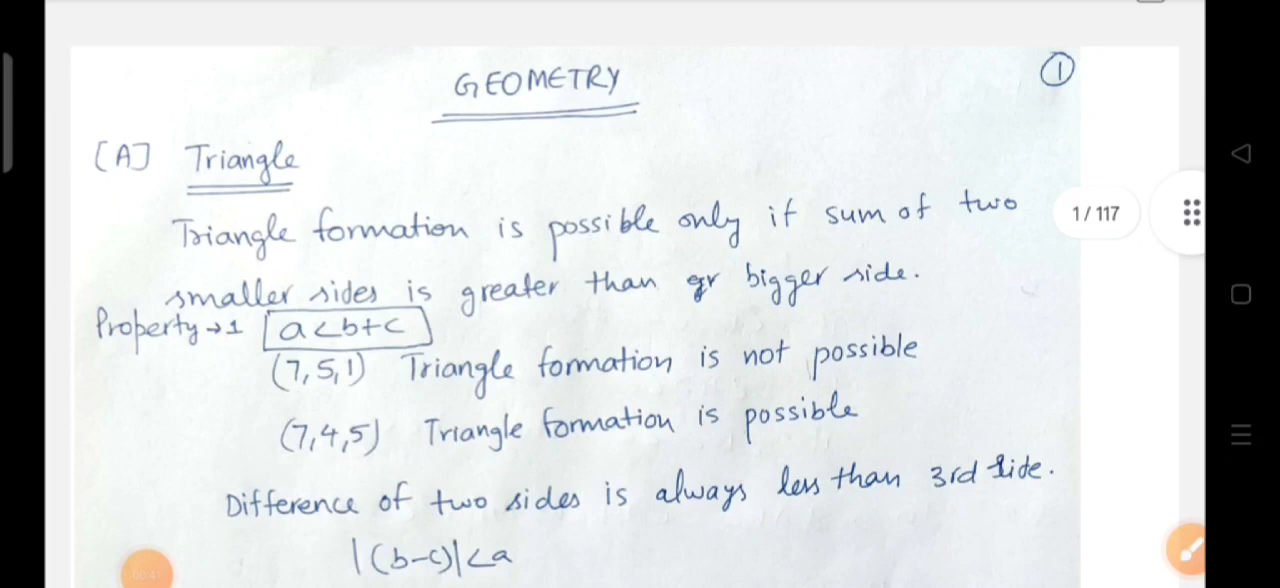 GEOMETRY
1
[A] Triangle
1 / 117
Triangle formation is possible only if sum of two
smaller sides is greater than gr bigger side.
Property → 1 a<b+c
(7,5,1) Triangle formation is not possible
(7,4,5) Triangle formation is possible
Difference of two sides is always less than 3rd side.
|(b-c)|<a